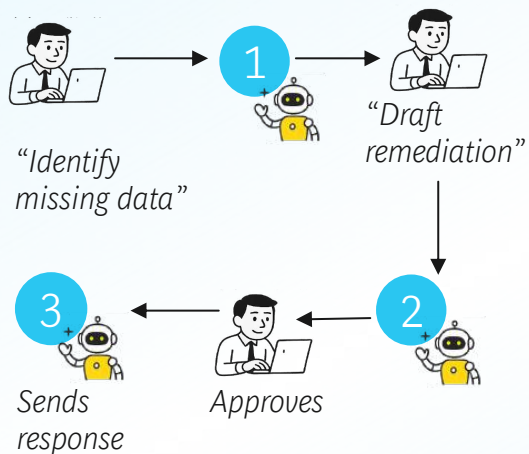 1
“Identify
missing data”
“Draft
remediation”
2
Approves
3
Sends
response